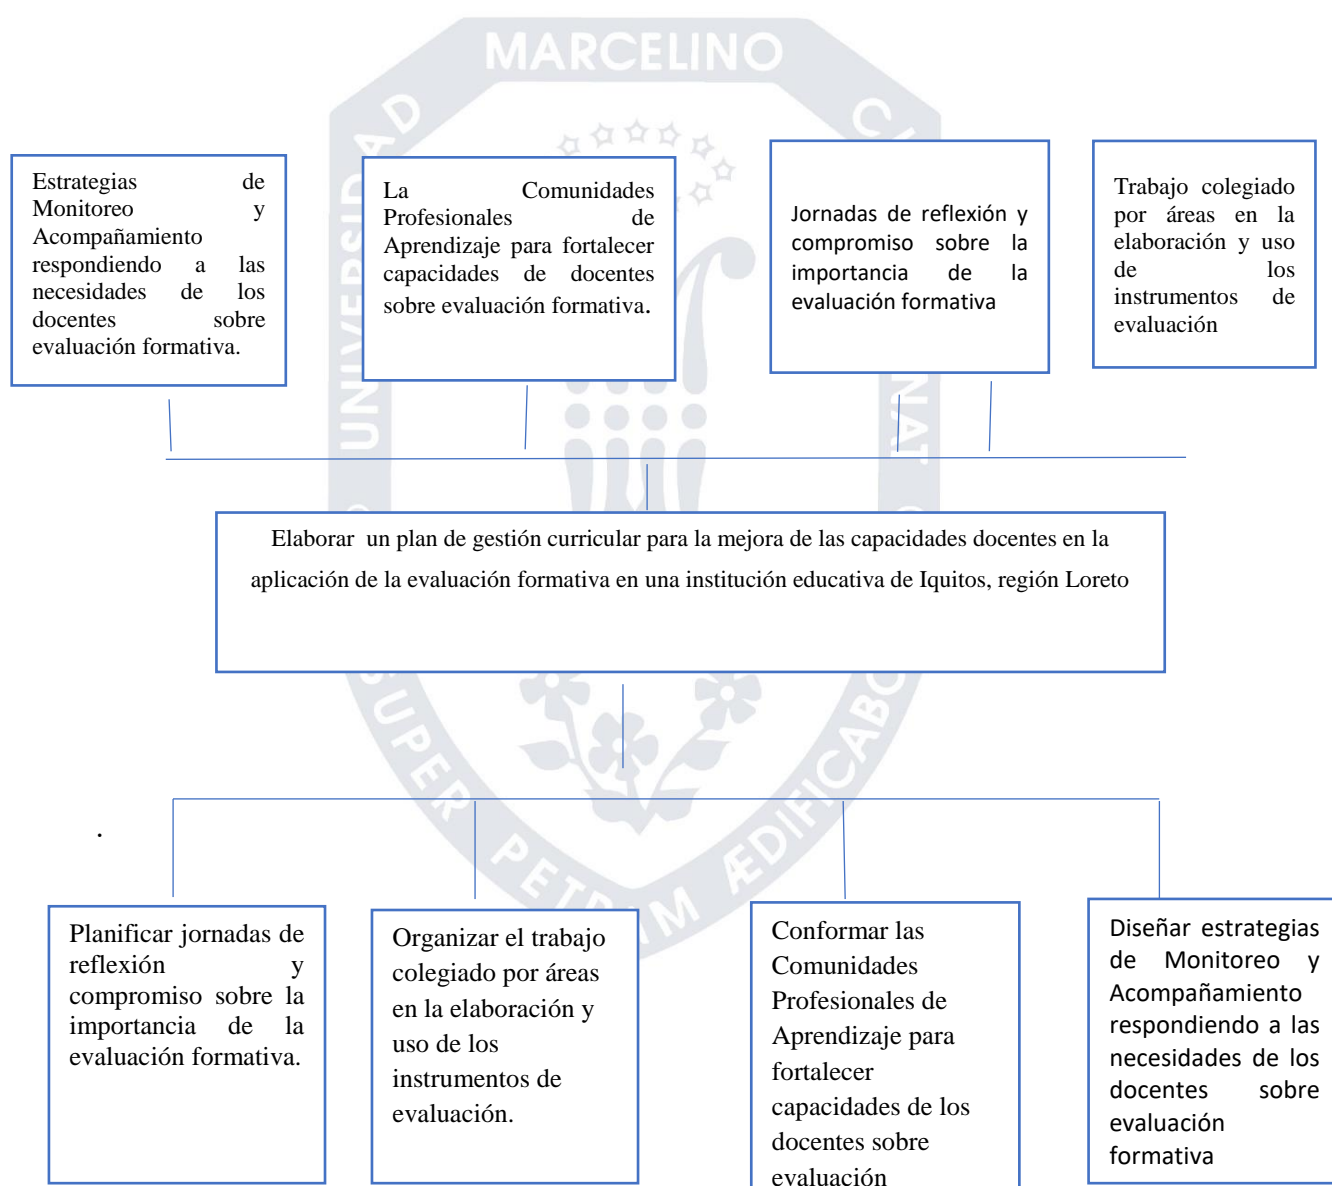 MARCELINO
UNIVERSIDAD
SUPER PETRAM ÆDIFICABO
Estrategias de
Monitoreo y
Acompañamiento
respondiendo a las
necesidades de los
docentes sobre
evaluación formativa.
La Comunidades
Profesionales de
Aprendizaje para fortalecer
capacidades de docentes
sobre evaluación formativa.
Jornadas de reflexión y
compromiso sobre la
importancia de la
evaluación formativa
Trabajo colegiado
por áreas en la
elaboración y uso
de los
instrumentos de
evaluación
Elaborar un plan de gestión curricular para la mejora de las capacidades docentes en la
aplicación de la evaluación formativa en una institución educativa de Iquitos, región Loreto
.
Planificar jornadas de
reflexión y
compromiso sobre la
importancia de la
evaluación formativa.
Organizar el trabajo
colegiado por áreas
en la elaboración y
uso de los
instrumentos de
evaluación.
Conformar las
Comunidades
Profesionales de
Aprendizaje para
fortalecer
capacidades de los
docentes sobre
evaluación
Diseñar estrategias
de Monitoreo y
Acompañamiento
respondiendo a las
necesidades de los
docentes sobre
evaluación
formativa